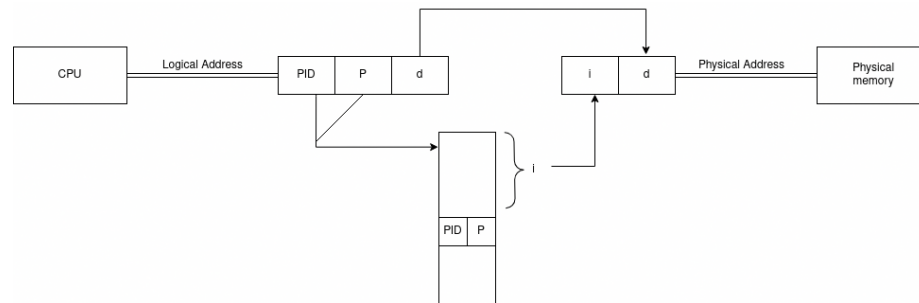 CPU
Logical Address
PID
P
d
i
d
Physical Address
Physical
memory
i
PID
P